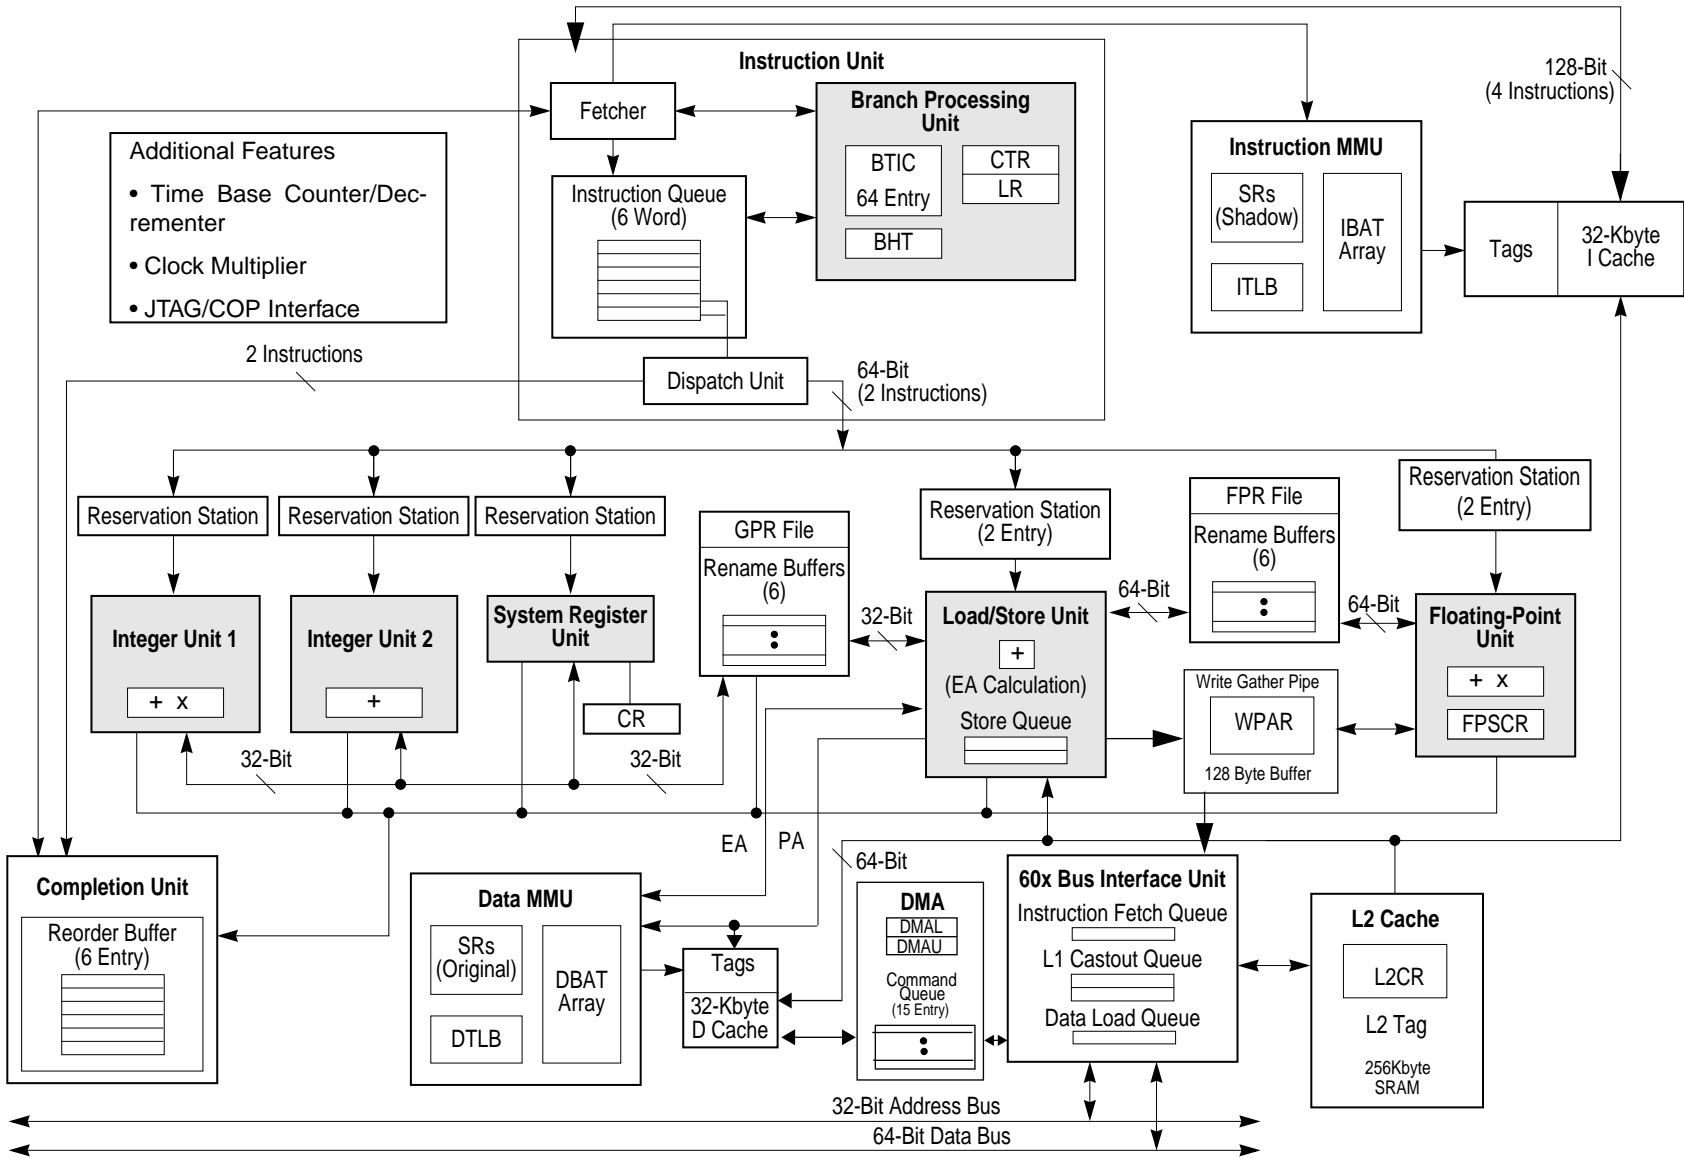 Instruction Unit
128-Bit
(4 Instructions)
Fetcher
Branch Processing
Unit
BTIC
64 Entry
CTR
LR
BHT
Additional Features
• Time Base Counter/Dec-
rementer
• Clock Multiplier
• JTAG/COP Interface
Instruction Queue
(6 Word)
Instruction MMU
SRs
(Shadow)
ITLB
IBAT
Array
Tags
32-Kbyte
I Cache
2 Instructions
Dispatch Unit
64-Bit
(2 Instructions)
Reservation Station
Reservation Station
Reservation Station
GPR File
Rename Buffers
(6)
Reservation Station
(2 Entry)
FPR File
Rename Buffers
(6)
Reservation Station
(2 Entry)
Integer Unit 1
+ x
Integer Unit 2
+
System Register
Unit
CR
32-Bit
32-Bit
32-Bit
Load/Store Unit
+
(EA Calculation)
Store Queue
64-Bit
64-Bit
Floating-Point
Unit
+ x
FPSCR
Write Gather Pipe
WPAR
128 Byte Buffer
EA
PA
64-Bit
Completion Unit
Reorder Buffer
(6 Entry)
Data MMU
SRs
(Original)
DTLB
DBAT
Array
Tags
32-Kbyte
D Cache
DMA
DMAL
DMAU
Command
Queue
(15 Entry)
60x Bus Interface Unit
Instruction Fetch Queue
L1 Castout Queue
Data Load Queue
L2 Cache
L2CR
L2 Tag
256Kbyte
SRAM
32-Bit Address Bus
64-Bit Data Bus